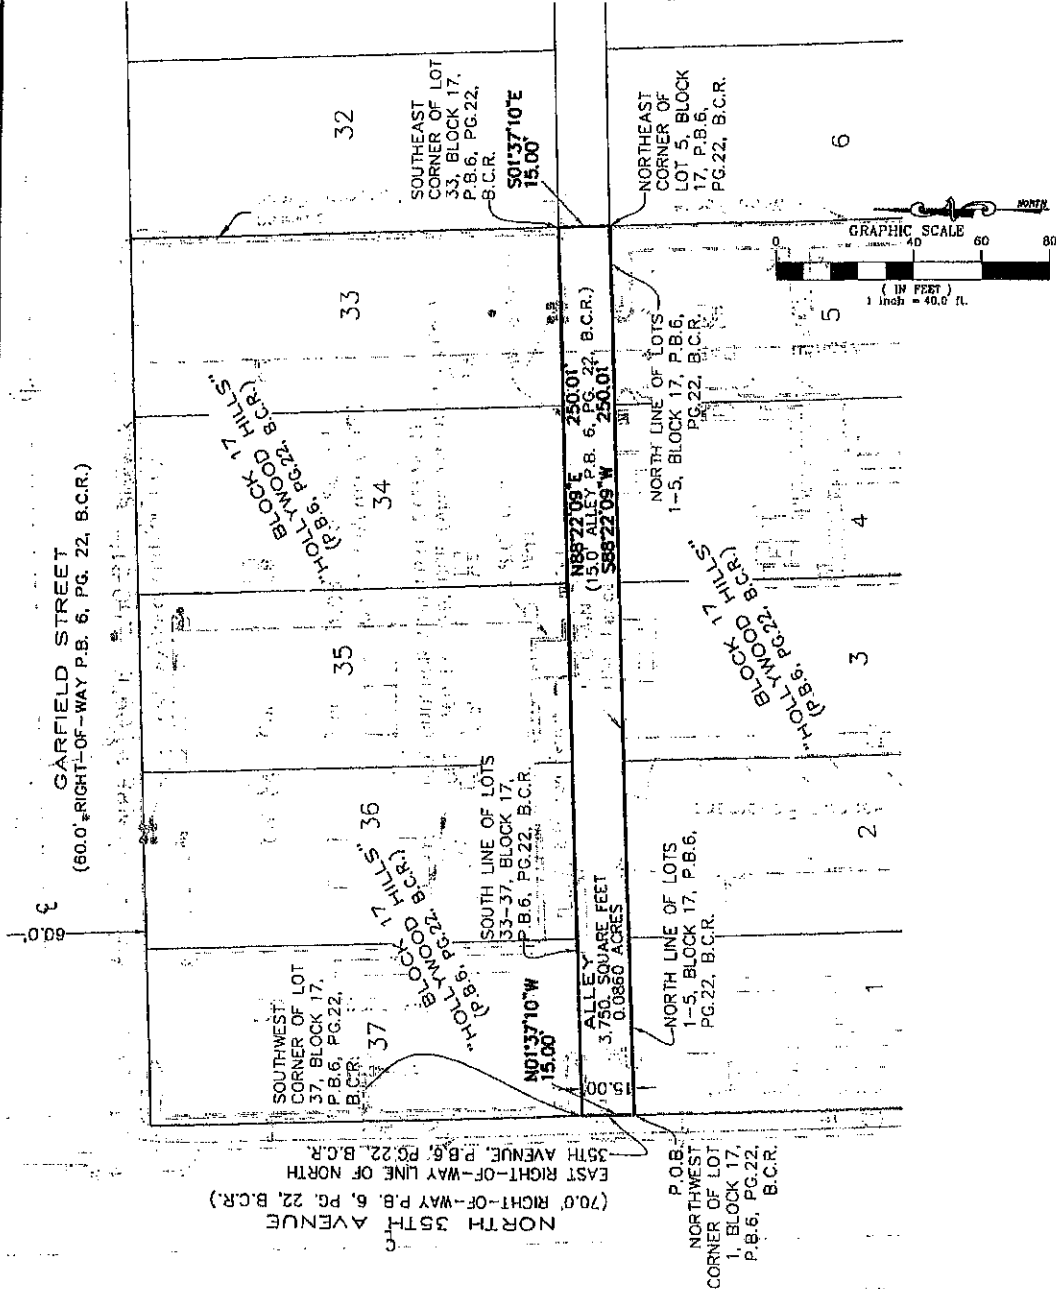 GARFIELD STREET
(60.0' RIGHT-OF-WAY P.B. 6, PG. 22, B.C.R.)
60.0'
32
33
34
35
36
37
SOUTHEAST
CORNER OF LOT
33, BLOCK 17,
P.B.6, PG.22,
B.C.R.
S01°37'10"E
15.00'
BLOCK 17
"HOLLYWOOD HILLS"
(P.B.6, PG.22, B.C.R.)
BLOCK 17
"HOLLYWOOD HILLS"
(P.B.6, PG.22, B.C.R.)
SOUTHWEST
CORNER OF LOT
37, BLOCK 17,
P.B.6, PG.22,
B.C.R.
SOUTH LINE OF LOTS
33-37, BLOCK 17,
P.B.6, PG.22, B.C.R.
N01°37'10"W
15.00'
N88°22'09"E 250.01'
(15.0' ALLEY P.B. 6, PG. 22, B.C.R.)
S88°22'09"W 250.01'
ALLEY
3,750 SQUARE FEET
0.0860 ACRES
15.00'
NORTH LINE OF LOTS
1-5, BLOCK 17, P.B.6,
PG.22, B.C.R.
NORTH LINE OF LOTS
1-5, BLOCK 17, P.B.6,
PG.22, B.C.R.
NORTHEAST
CORNER OF
LOT 5, BLOCK
17, P.B.6,
PG.22, B.C.R.
BLOCK 17
"HOLLYWOOD HILLS"
(P.B.6, PG.22, B.C.R.)
1
2
3
4
5
6
P.O.B.
NORTHWEST
CORNER OF LOT
1, BLOCK 17,
P.B.6, PG.22,
B.C.R.
NORTH 35TH AVENUE
(70.0' RIGHT-OF-WAY P.B. 6, PG. 22, B.C.R.)
EAST RIGHT-OF-WAY LINE OF NORTH
35TH AVENUE, P.B.6, PG.22, B.C.R.
NORTH
GRAPHIC SCALE
0 40 60 80
( IN FEET )
1 inch = 40.0 ft.